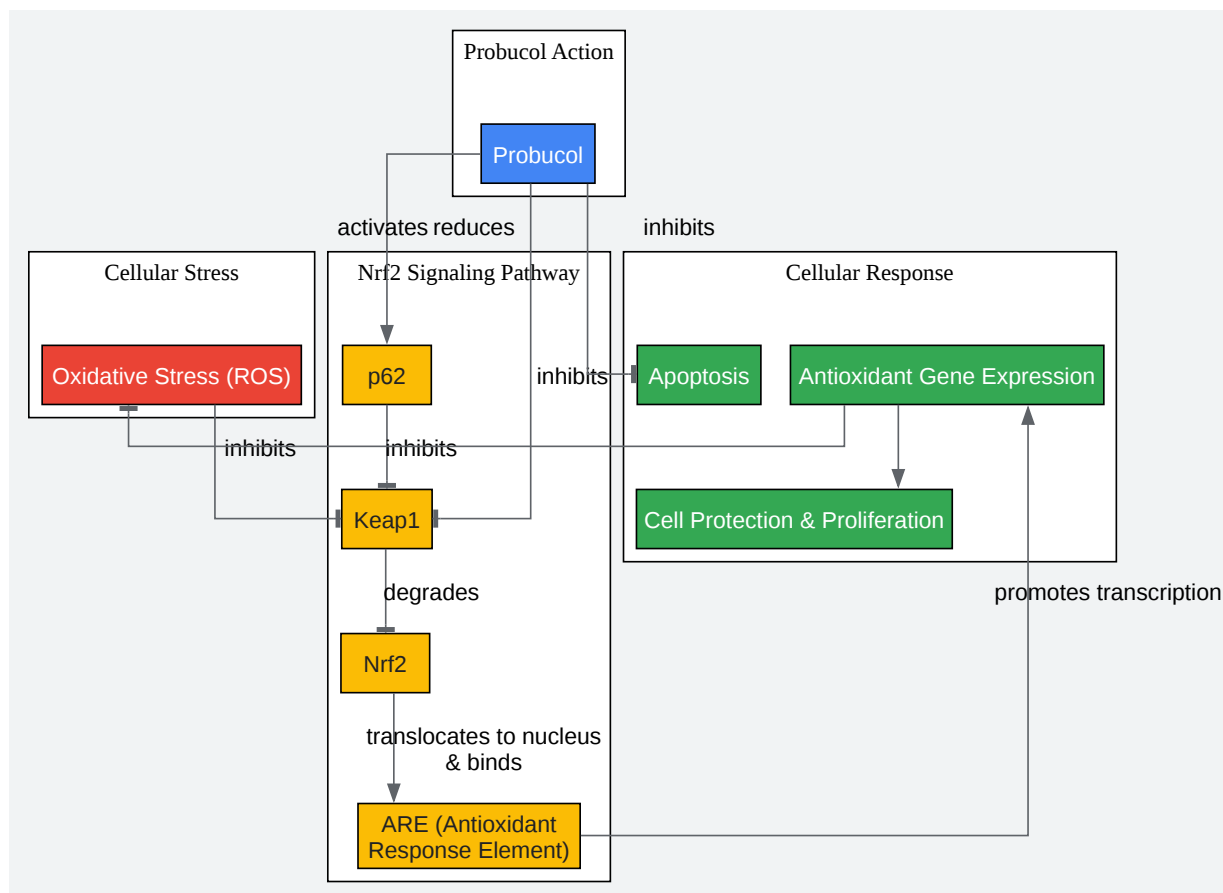 Probucol Action
Probucol
activates reduces
inhibits
Cellular Stress
Nrf2 Signaling Pathway
Cellular Response
Oxidative Stress (ROS)
p62
inhibits
Apoptosis
Antioxidant Gene Expression
inhibits
inhibits
Keap1
Cell Protection & Proliferation
degrades
promotes transcription
Nrf2
translocates to nucleus
& binds
ARE (Antioxidant
Response Element)